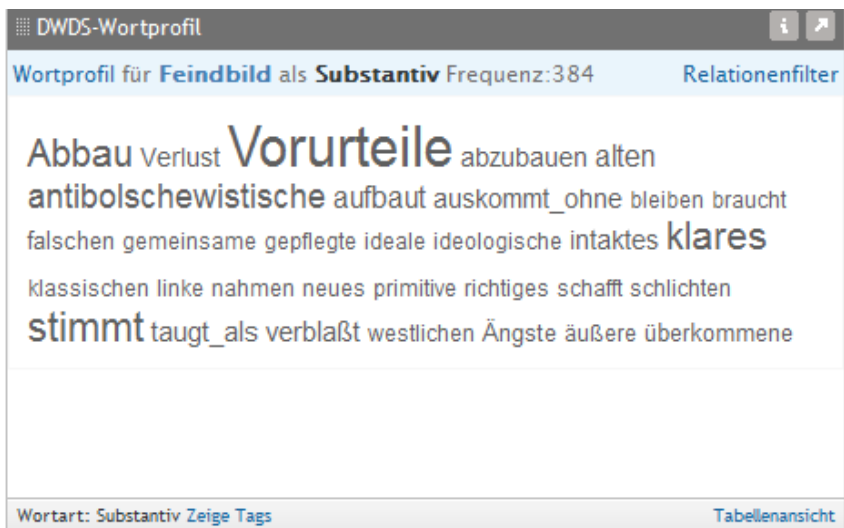 DWDS-Wortprofil
Wortprofil für Feindbild als Substantiv Frequenz:384 Relationenfilter
Abbau Verlust Vorurteile abzubauen alten
antibolschewistische aufbaut auskommt_ohne bleiben braucht
falschen gemeinsame gepflegte ideale ideologische intaktes klares
klassischen linke nahmen neues primitive richtiges schafft schlichten
stimmt taugt_als verblaßt westlichen Ängste äußere überkommene
Wortart: Substantiv Zeige Tags Tabellenansicht